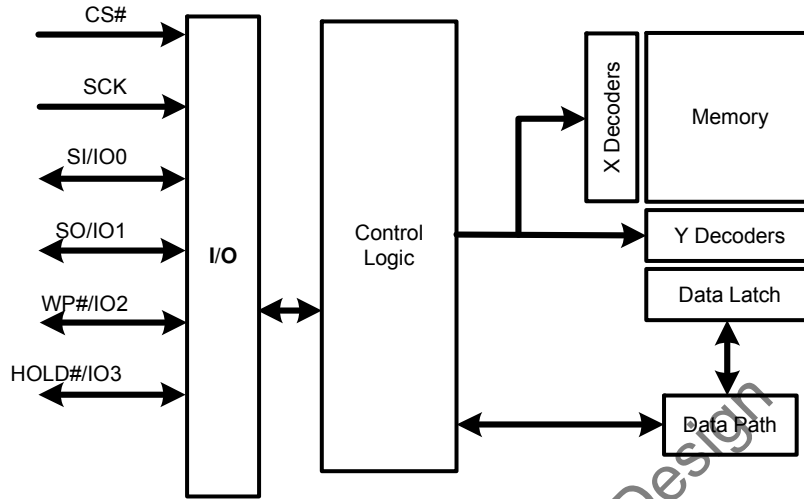 CS#
SCK
SI/IO0
SO/IO1
WP#/IO2
HOLD#/IO3
I/O
Control
Logic
X Decoders
Memory
Y Decoders
Data Latch
Data Path
Design